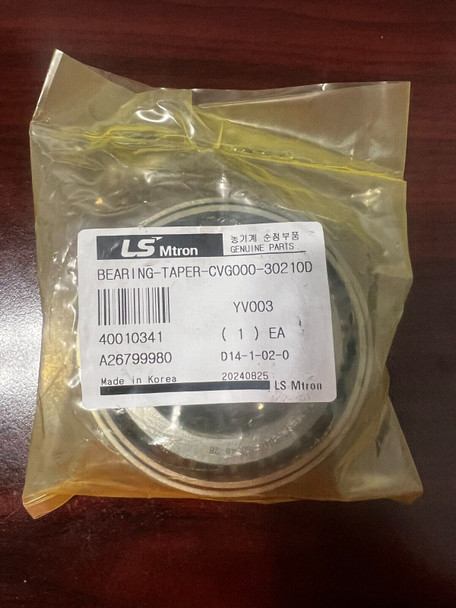 LS Mtron
농기계 순정부품
GENUINE PARTS
BEARING-TAPER-CVG000-30210D
YV003
40010341
( 1 ) EA
A26799980
D14-1-02-0
Made in Korea
20240825
LS Mtron